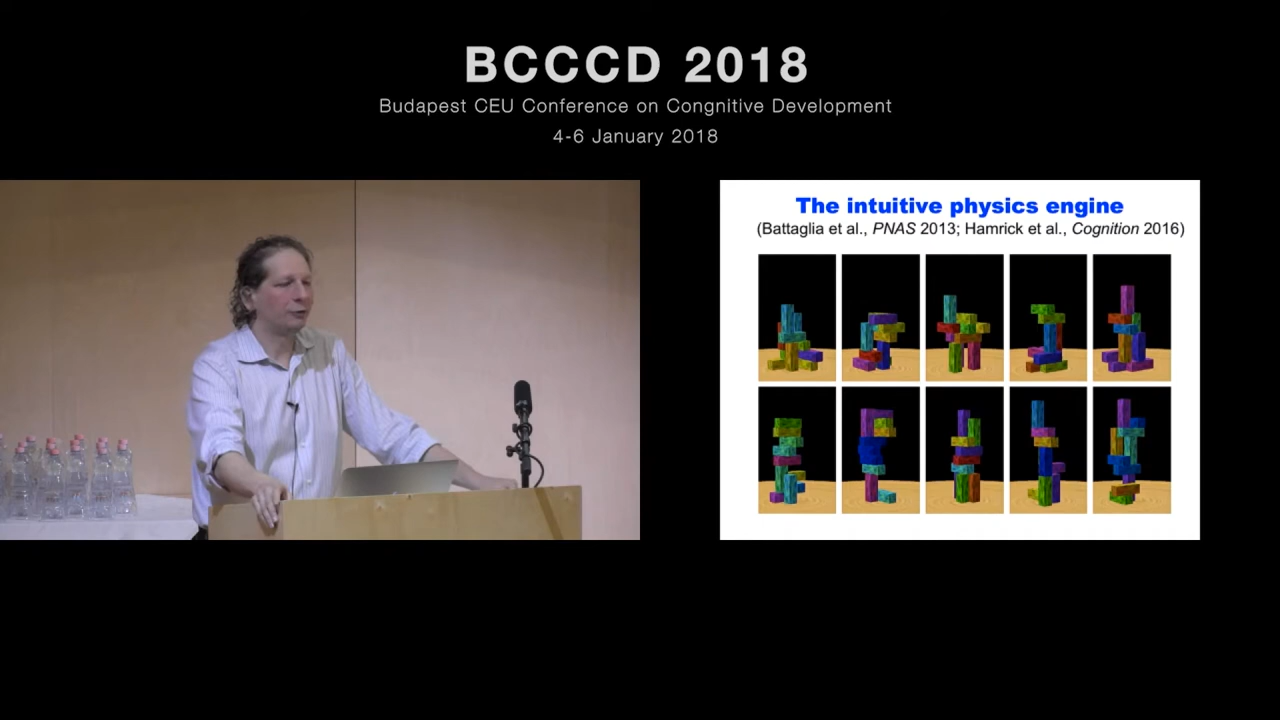 BCCCD 2018
Budapest CEU Conference on Congnitive Development
4-6 January 2018
The intuitive physics engine
(Battaglia et al., PNAS 2013; Hamrick et al., Cognition 2016)